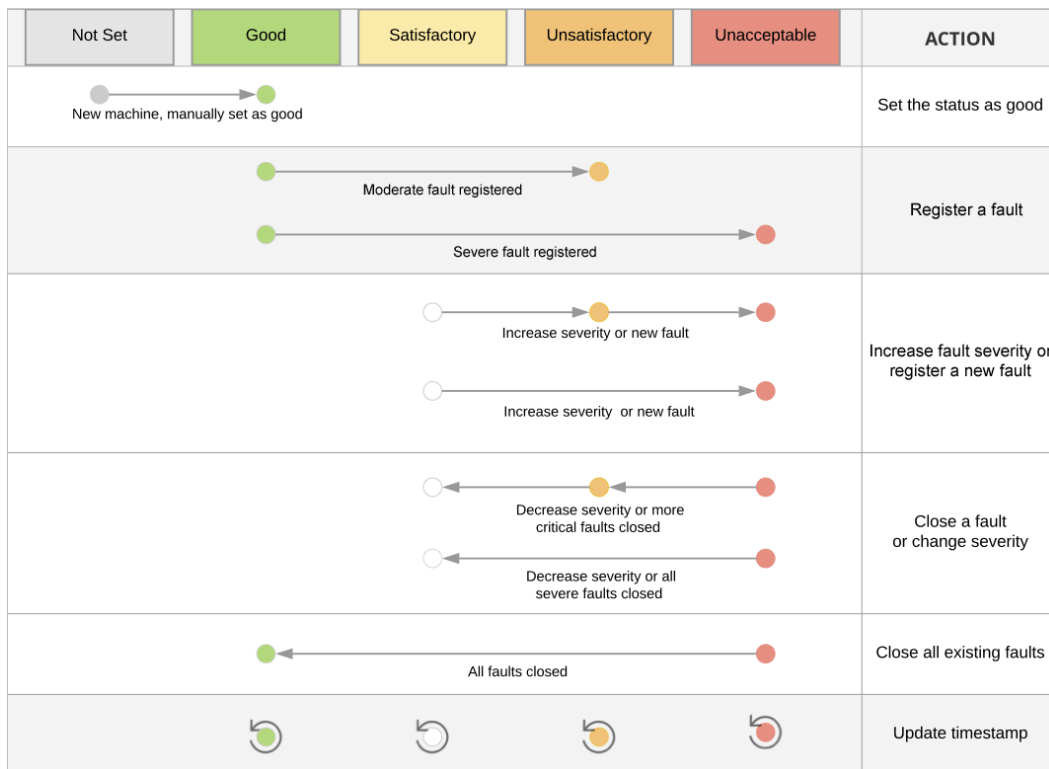 Not Set
Good
Satisfactory
Unsatisfactory
Unacceptable
ACTION
New machine, manually set as good
Set the status as good
Moderate fault registered
Severe fault registered
Register a fault
Increase severity or new fault
Increase severity or new fault
Increase fault severity or
register a new fault
Decrease severity or more
critical faults closed
Decrease severity or all
severe faults closed
Close a fault
or change severity
All faults closed
Close all existing faults
Update timestamp